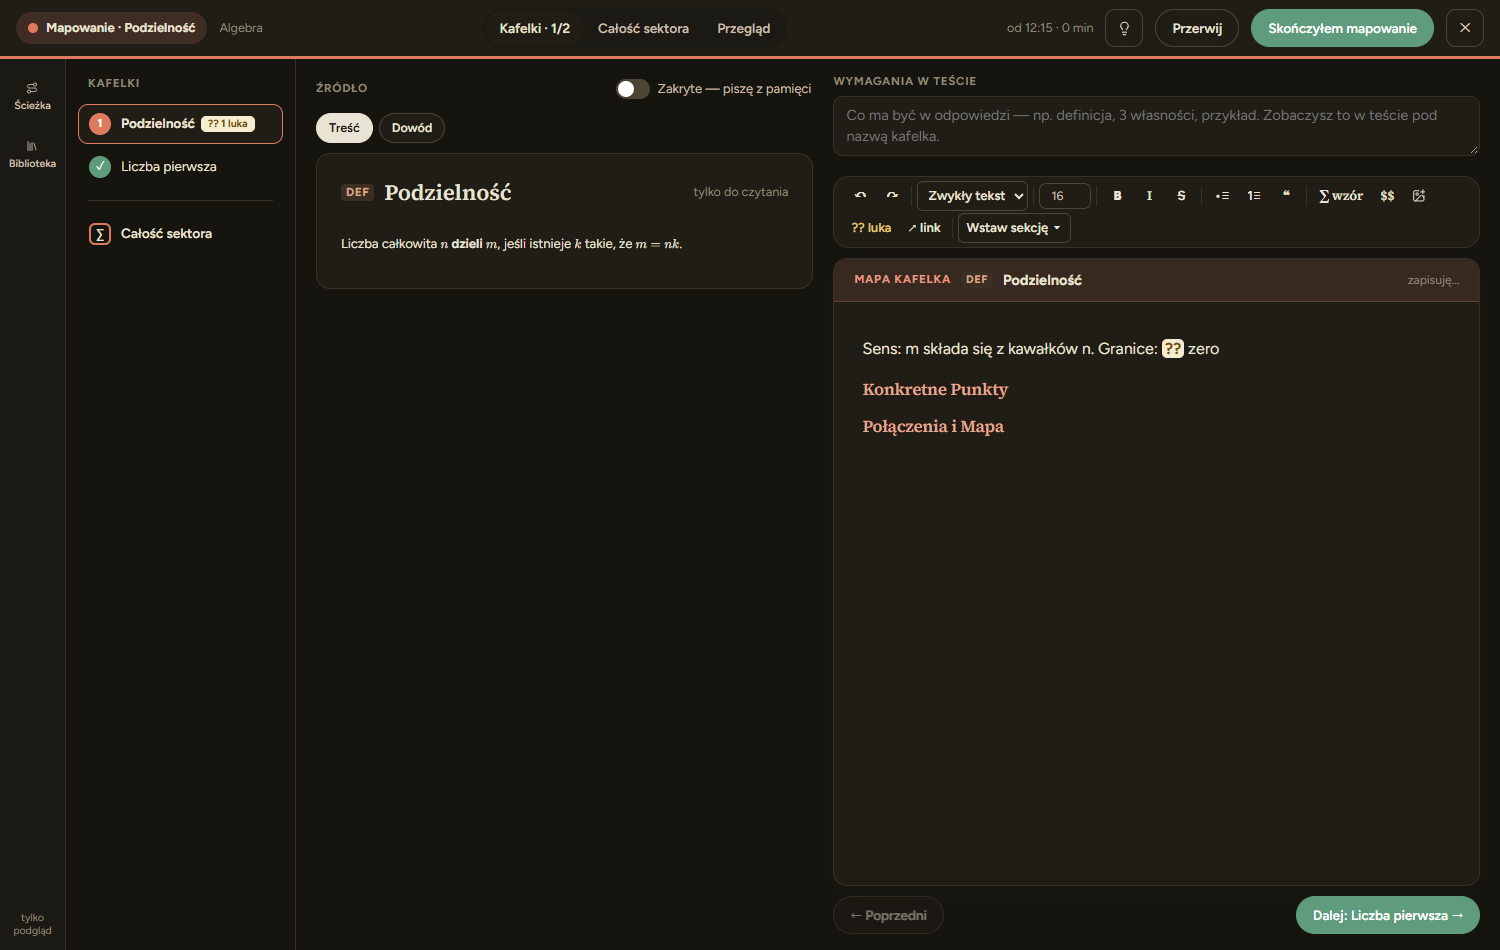 Mapowanie · Podzielność
Algebra
Kafelki · 1/2
Całość sektora
Przegląd
od 12:15 · 0 min
Przerwij
Skończyłem mapowanie
Ścieżka
Biblioteka
tylko
podgląd
KAFELKI
1 Podzielność ?? 1 luka
Liczba pierwsza
∑ Całość sektora
ŹRÓDŁO
Zakryte — piszę z pamięci
Treść
Dowód
DEF Podzielność
tylko do czytania
Liczba całkowita n dzieli m, jeśli istnieje k takie, że m = nk.
WYMAGANIA W TEŚCIE
Co ma być w odpowiedzi — np. definicja, 3 własności, przykład. Zobaczysz to w teście pod
nazwą kafelka.
Zwykły tekst 16 B I S ∑ wzór $$
?? luka ↗ link Wstaw sekcję
MAPA KAFELKA DEF Podzielność
zapisuję...
Sens: m składa się z kawałków n. Granice: ?? zero
Konkretne Punkty
Połączenia i Mapa
← Poprzedni
Dalej: Liczba pierwsza →